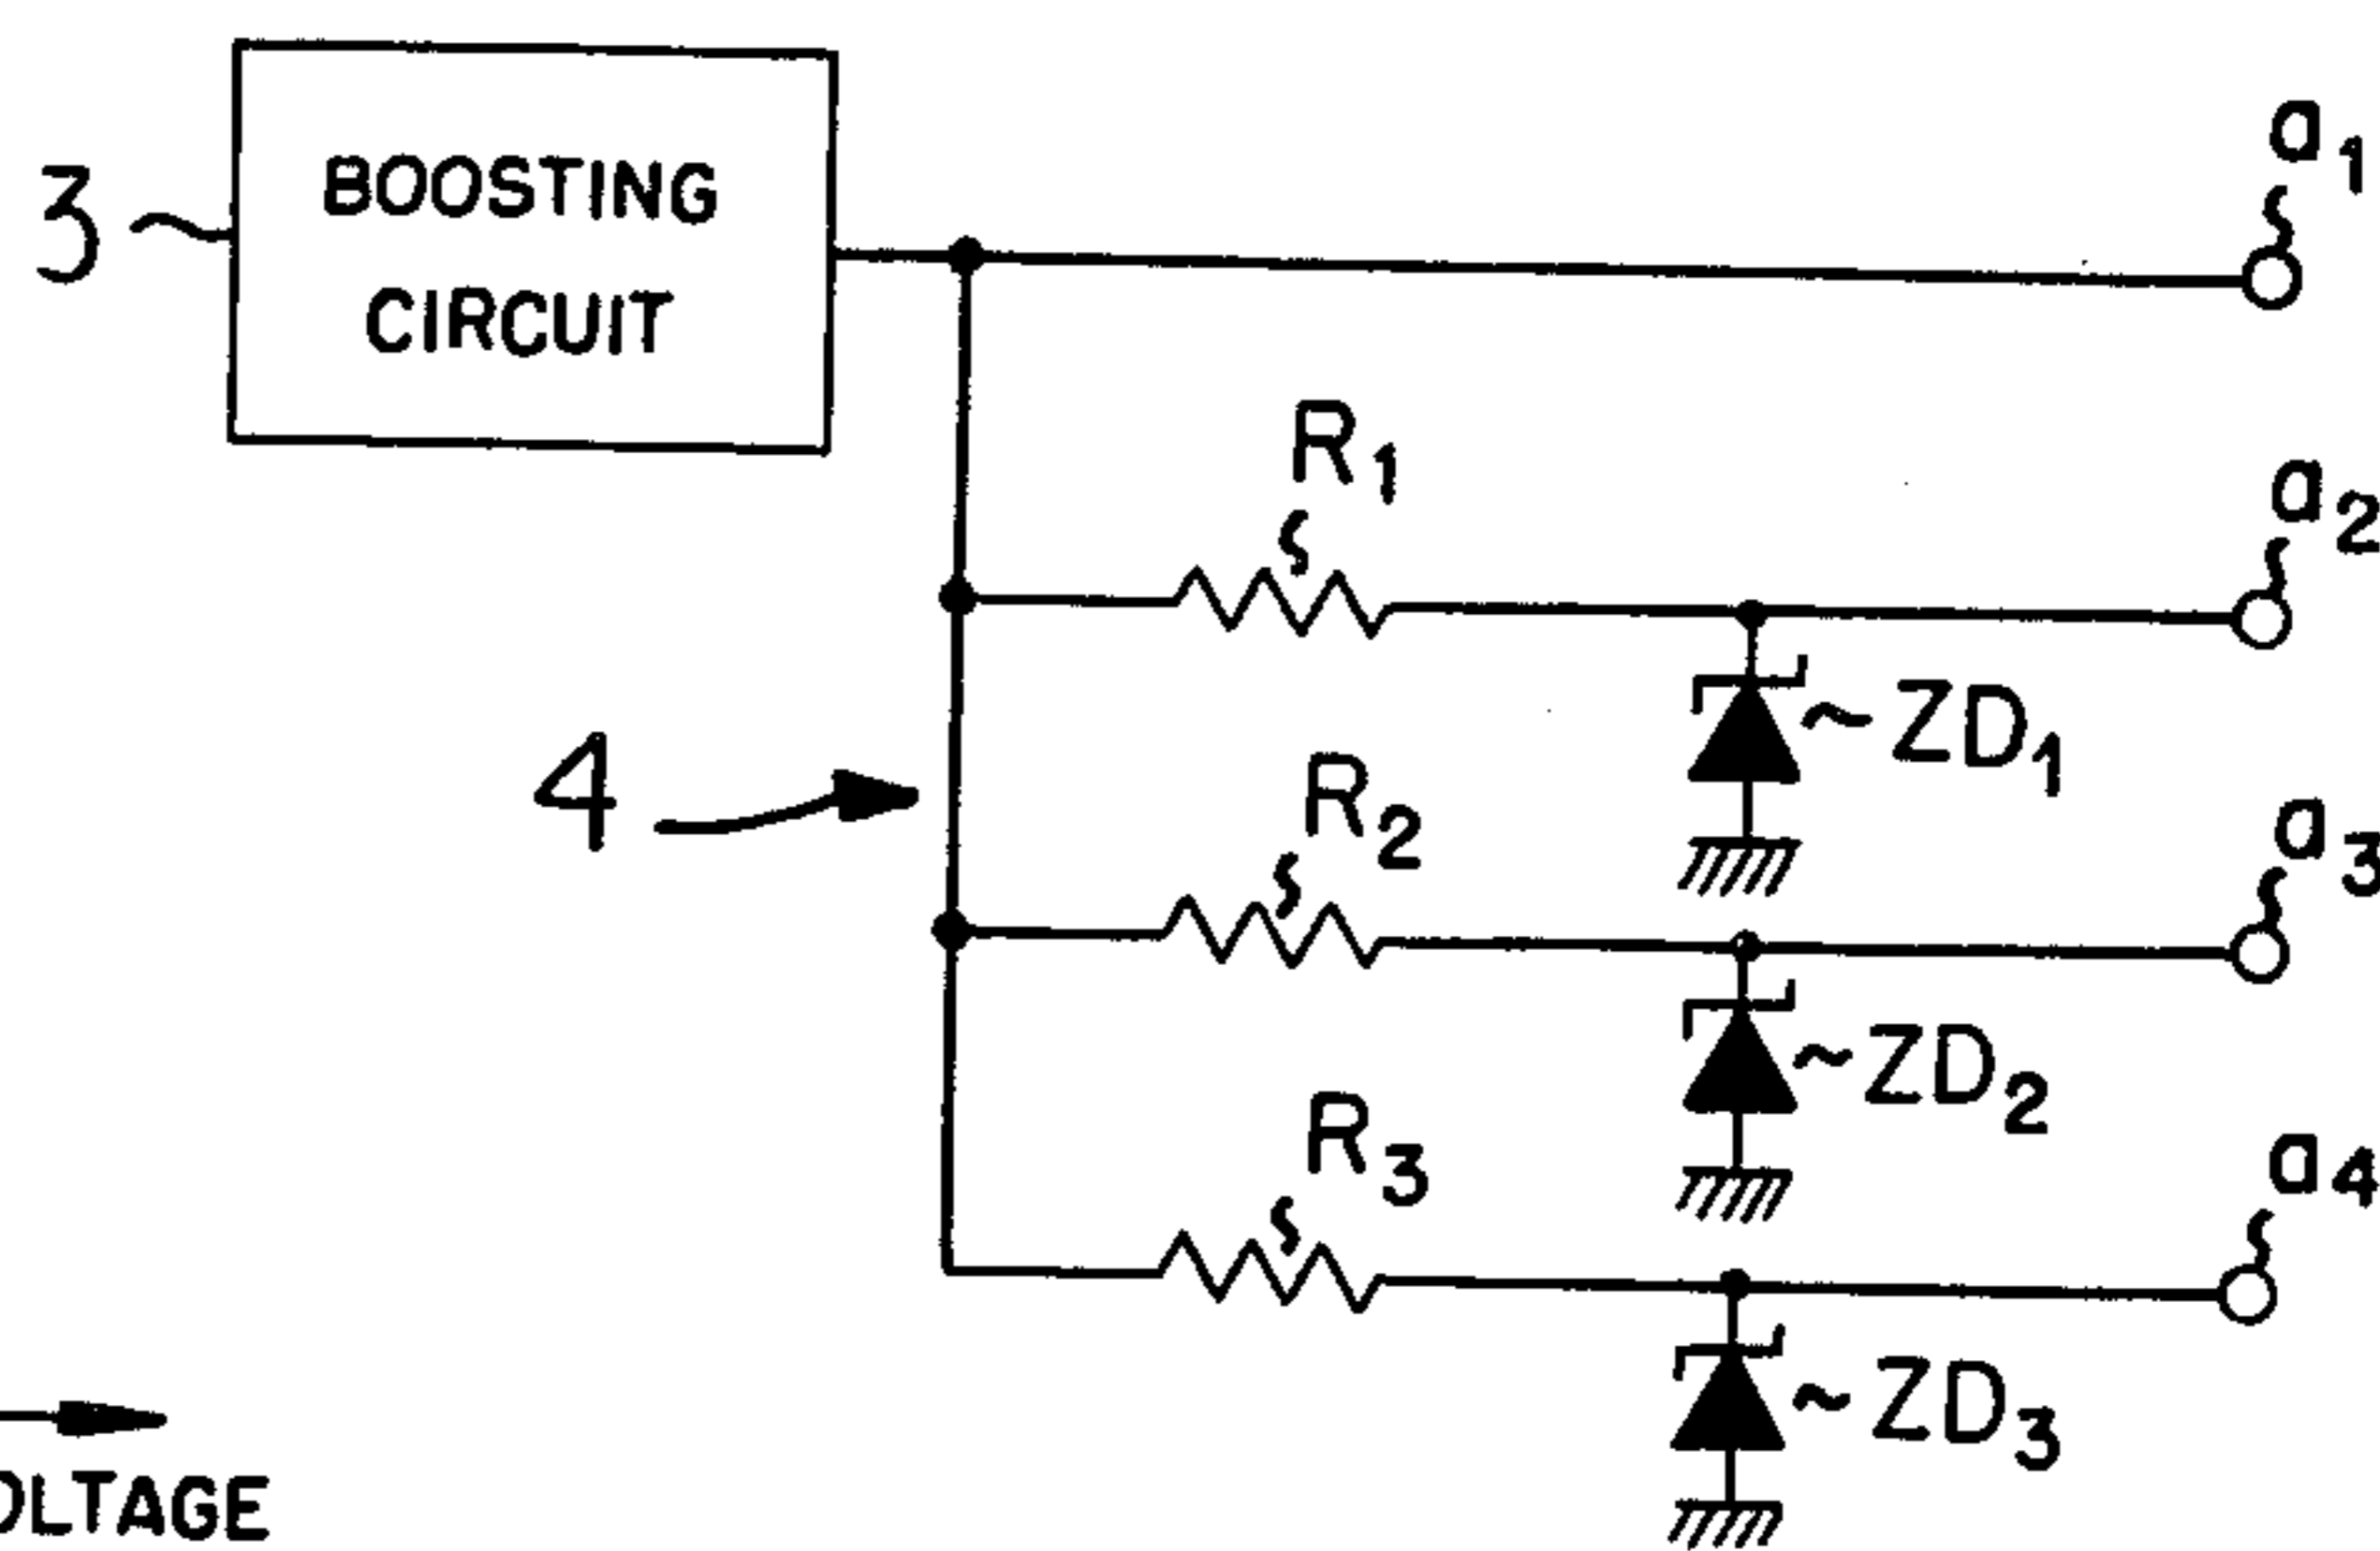 3
BOOSTING
CIRCUIT
a1
R1
a2
ZD1
4
R2
a3
ZD2
R3
a4
ZD3
OLTAGE